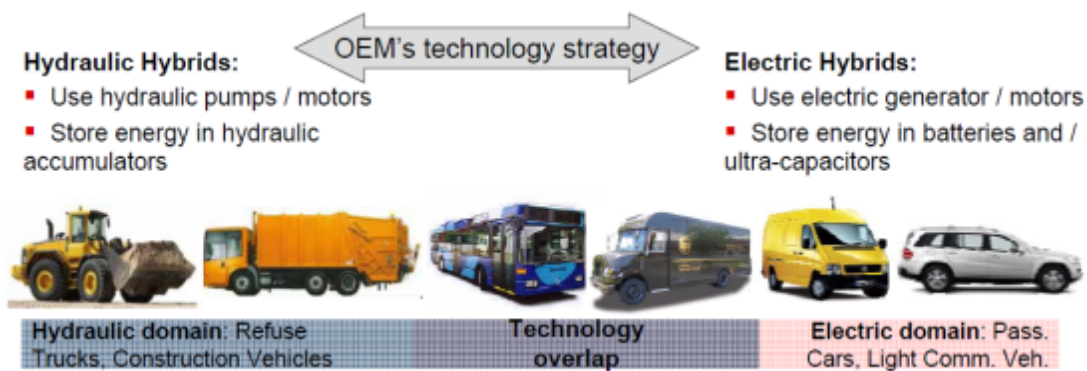 OEM's technology strategy
Hydraulic Hybrids:
▪ Use hydraulic pumps / motors
▪ Store energy in hydraulic
accumulators
Electric Hybrids:
▪ Use electric generator / motors
▪ Store energy in batteries and /
ultra-capacitors
Hydraulic domain: Refuse
Trucks, Construction Vehicles
Technology
overlap
Electric domain: Pass.
Cars, Light Comm. Veh.